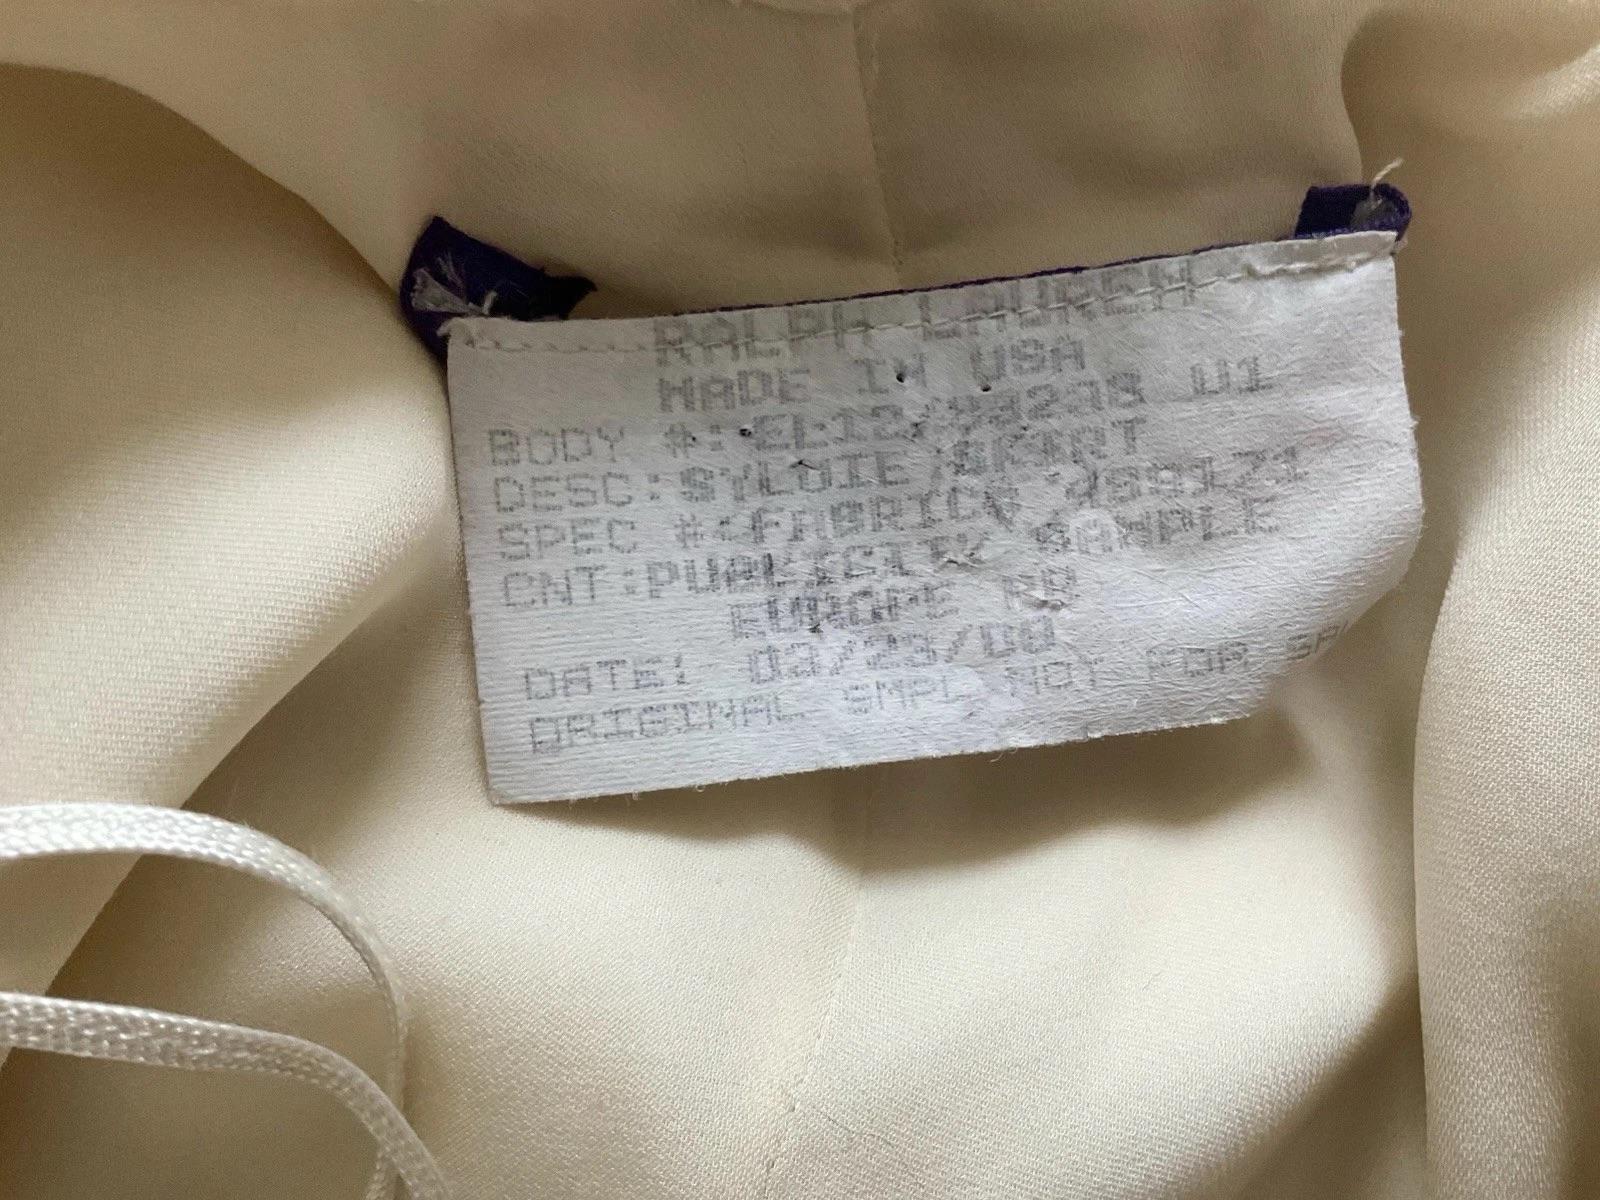 RALPH LAUREN
MADE IN USA
BODY #: V1
DESC:SYLVIE SKIRT
SPEC #:FABRIC#
CNT:PUBLICITY SAMPLE
EUROPE
DATE: 03/23/00
ORIGINAL SMPL NOT FOR